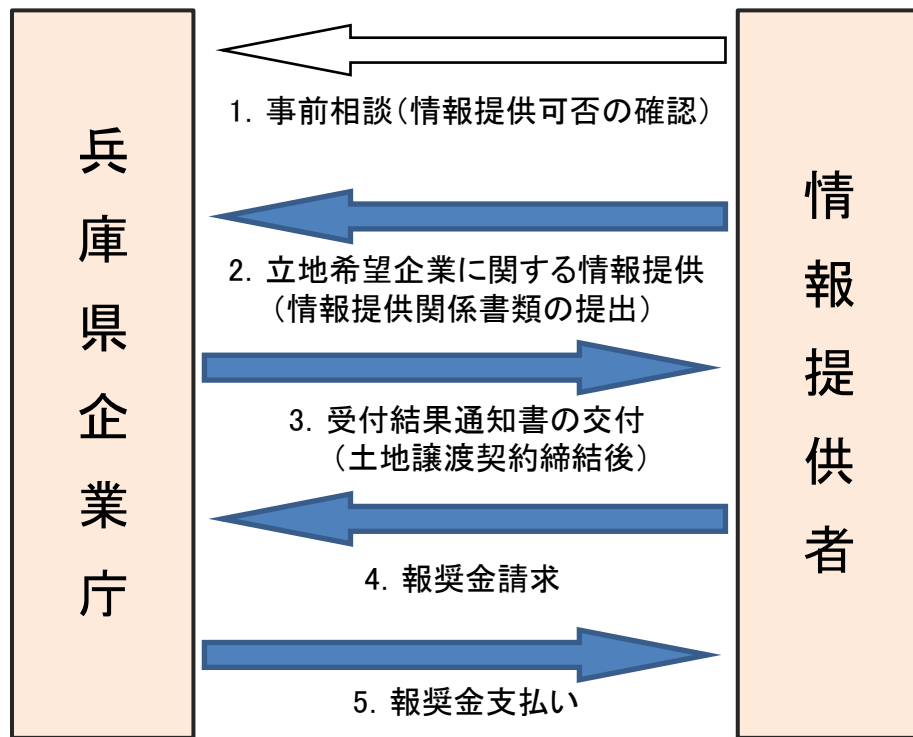 兵庫県企業庁
1. 事前相談(情報提供可否の確認)
2. 立地希望企業に関する情報提供
(情報提供関係書類の提出)
3. 受付結果通知書の交付
(土地譲渡契約締結後)
4. 報奨金請求
5. 報奨金支払い
情報提供者